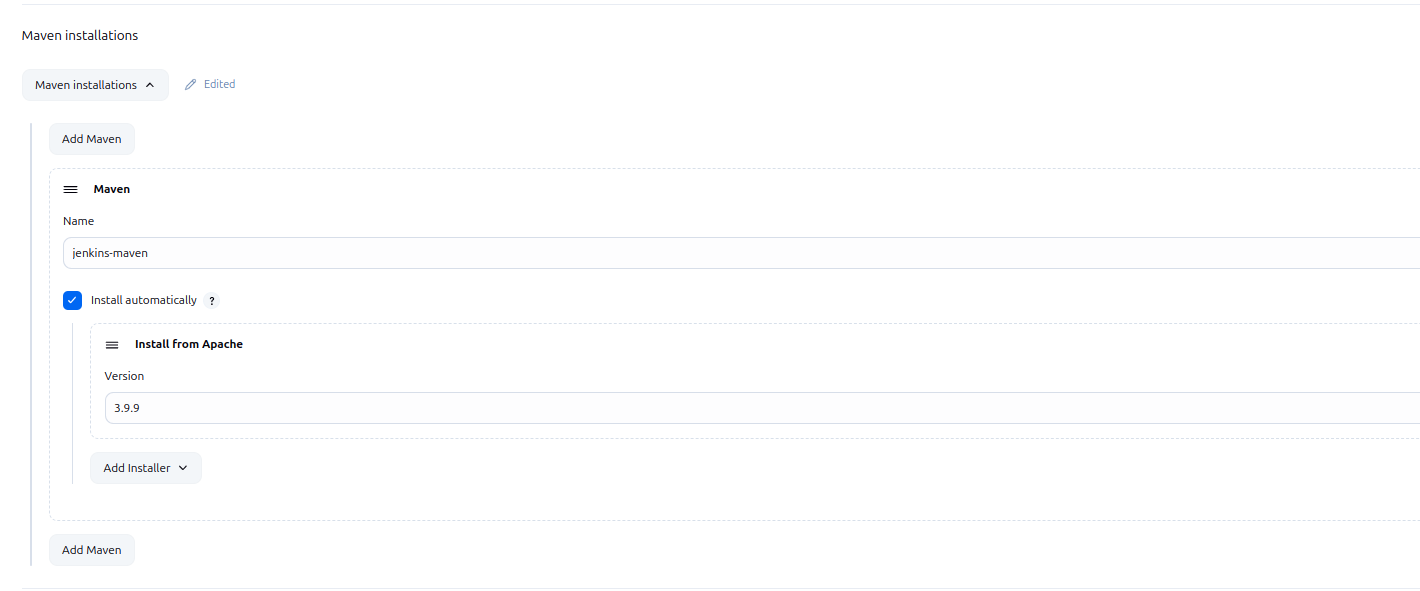 Maven installations
Maven installations
Edited
Add Maven
Maven
Name
jenkins-maven
Install automatically ?
Install from Apache
Version
3.9.9
Add Installer
Add Maven